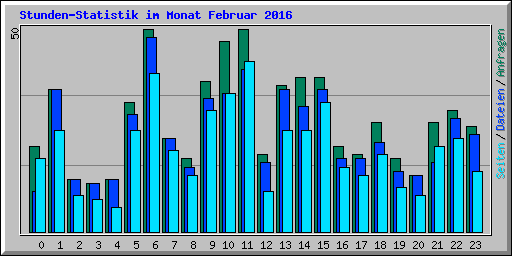 Stunden-Statistik im Monat Februar 2016
50
Seiten/Dateien/Anfragen
0 1 2 3 4 5 6 7 8 9 10 11 12 13 14 15 16 17 18 19 20 21 22 23